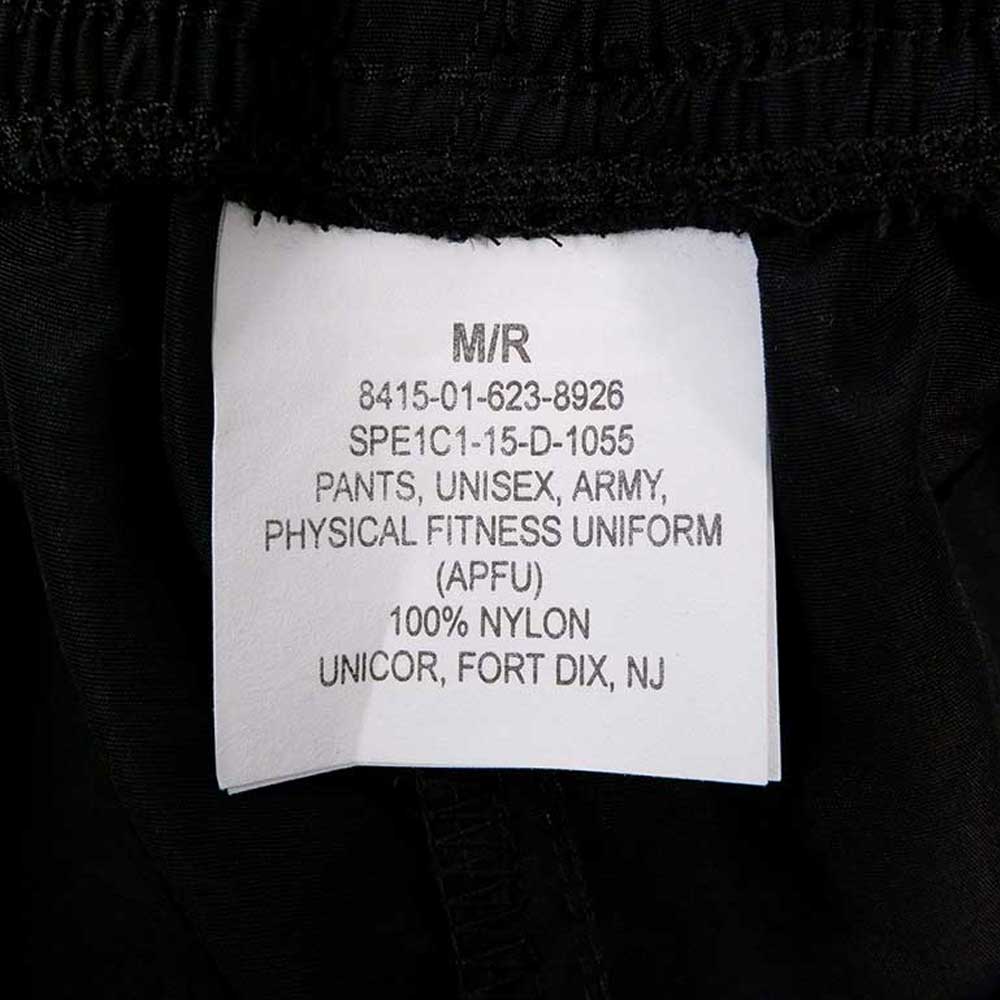 M/R
8415-01-623-8926
SPE1C1-15-D-1055
PANTS, UNISEX, ARMY,
PHYSICAL FITNESS UNIFORM
(APFU)
100% NYLON
UNICOR, FORT DIX, NJ